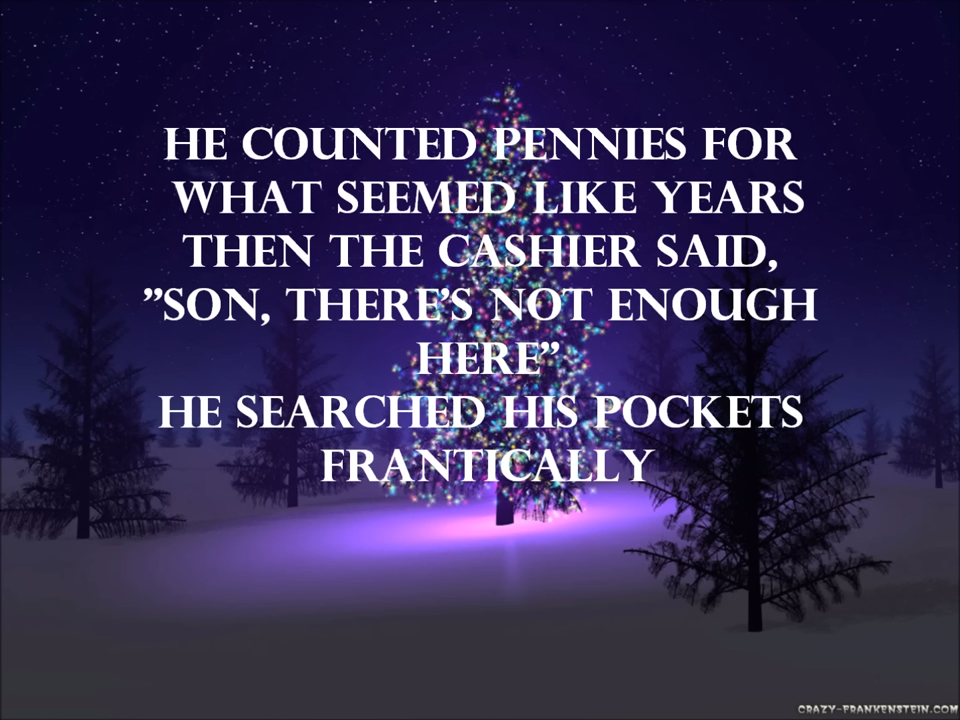 HE COUNTED PENNIES FOR
WHAT SEEMED LIKE YEARS
THEN THE CASHIER SAID,
”SON, THERE’S NOT ENOUGH
HERE”
HE SEARCHED HIS POCKETS
FRANTICALLY
CRAZY-FRANKENSTEIN.COM